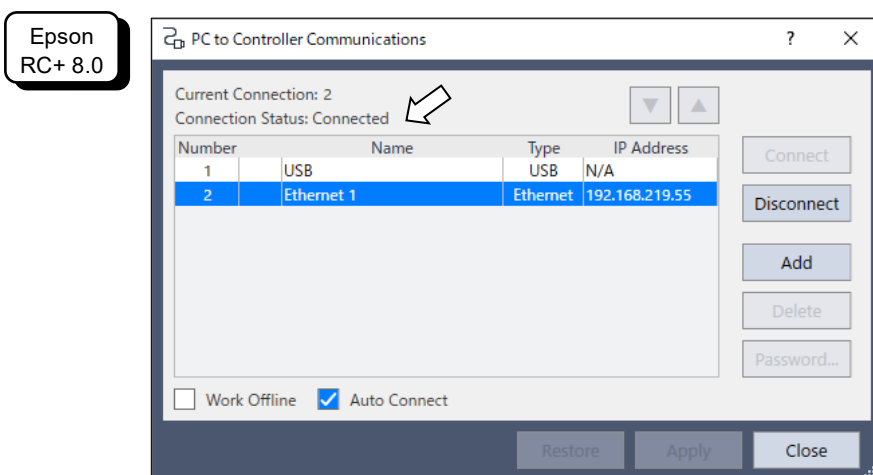 Epson
RC+ 8.0
PC to Controller Communications
?
Current Connection: 2
Connection Status: Connected
Number Name Type IP Address
1 USB USB N/A
2 Ethernet 1 Ethernet 192.168.219.55
Connect
Disconnect
Add
Delete
Password...
Work Offline Auto Connect
Restore Apply Close